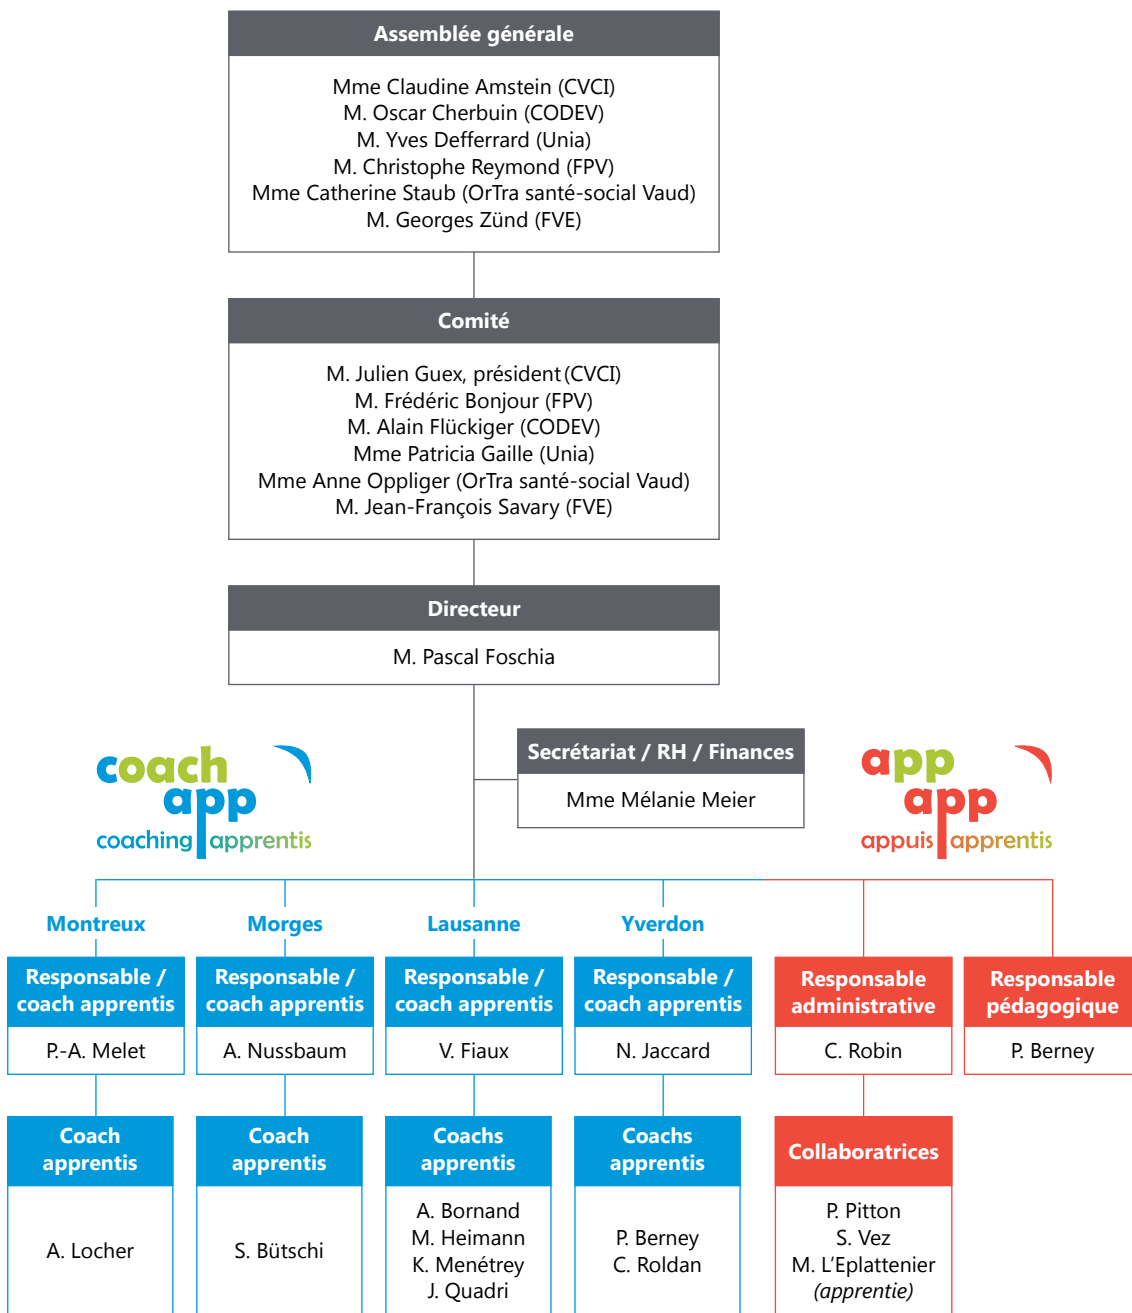 Assemblée générale
Mme Claudine Amstein (CVCI)
M. Oscar Cherbuin (CODEV)
M. Yves Defferrard (Unia)
M. Christophe Reymond (FPV)
Mme Catherine Staub (OrTra santé-social Vaud)
M. Georges Zünd (FVE)
Comité
M. Julien Guex, président (CVCI)
M. Frédéric Bonjour (FPV)
M. Alain Flückiger (CODEV)
Mme Patricia Gaille (Unia)
Mme Anne Oppliger (OrTra santé-social Vaud)
M. Jean-François Savary (FVE)
Directeur
M. Pascal Foschia
Secrétariat / RH / Finances
Mme Mélanie Meier
coach
app
coaching apprentis
app
app
appuis apprentis
Montreux
Responsable /
coach apprentis
P.-A. Melet
Coach
apprentis
A. Locher
Morges
Responsable /
coach apprentis
A. Nussbaum
Coach
apprentis
S. Bütschi
Lausanne
Responsable /
coach apprentis
V. Fiaux
Coachs
apprentis
A. Bornand
M. Heimann
K. Menétrey
J. Quadri
Yverdon
Responsable /
coach apprentis
N. Jaccard
Coachs
apprentis
P. Berney
C. Roldan
Responsable
administrative
C. Robin
Collaboratrices
P. Pitton
S. Vez
M. L'Eplattenier
(apprentie)
Responsable
pédagogique
P. Berney